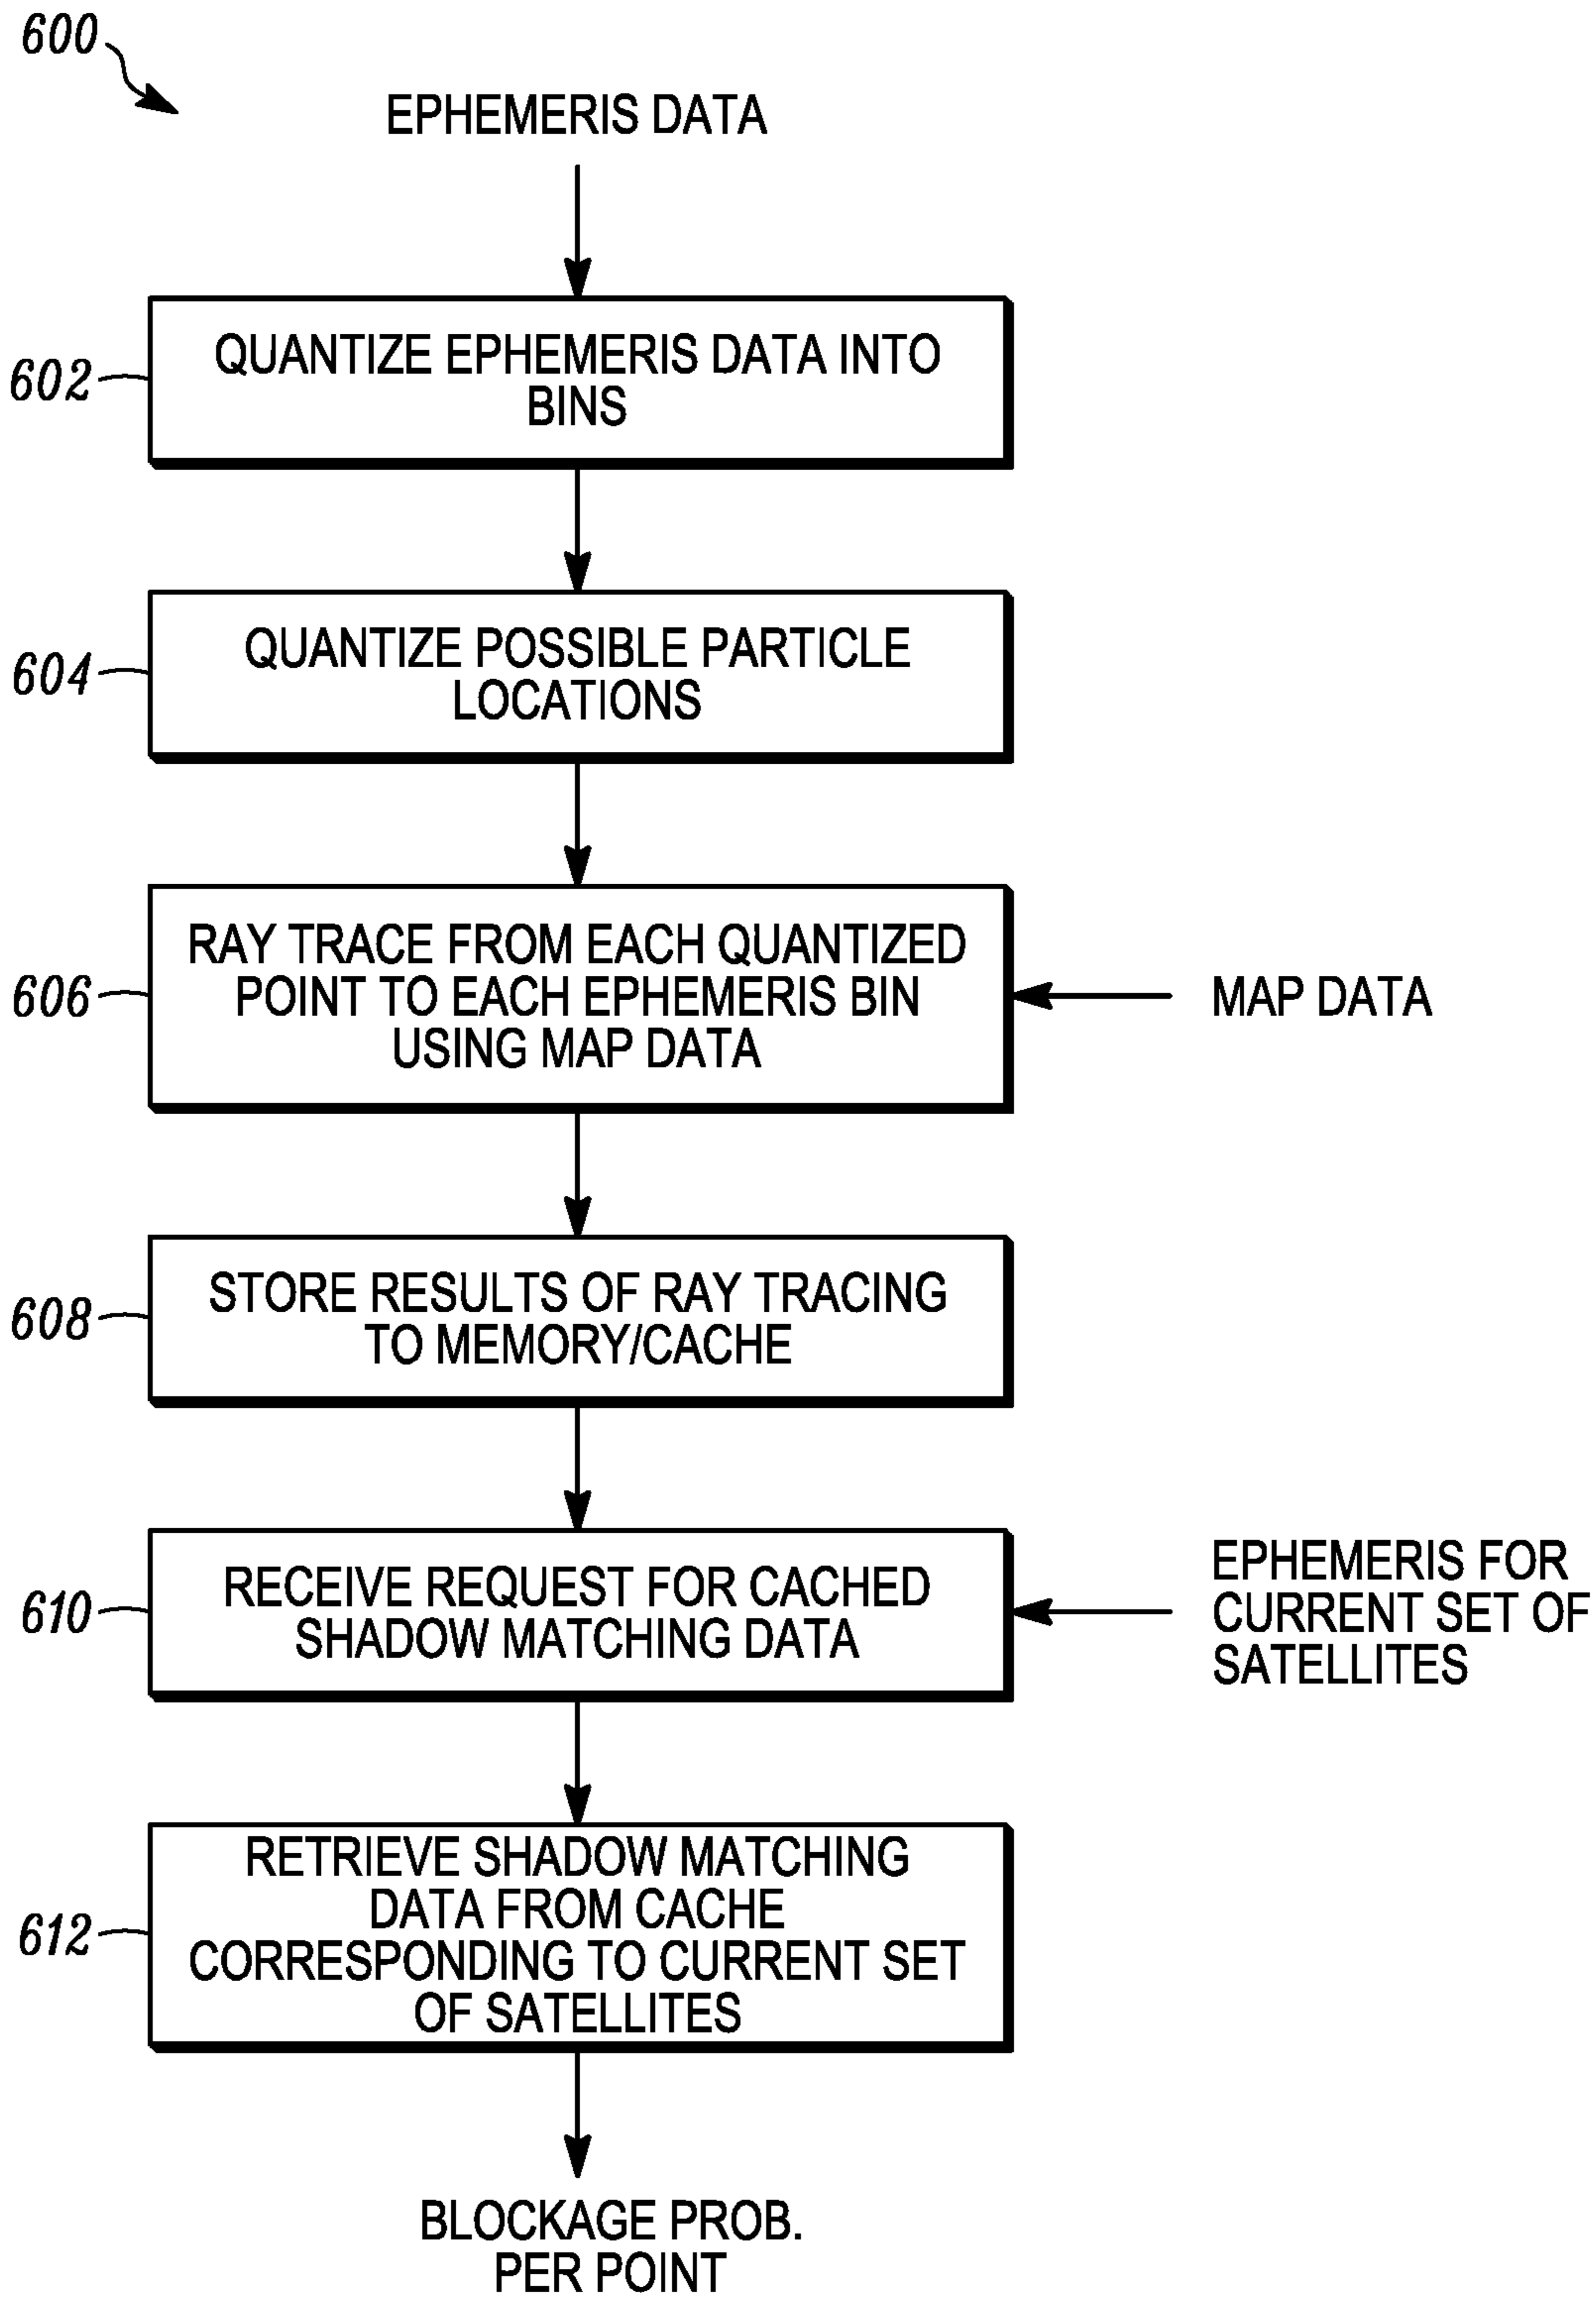 600
EPHEMERIS DATA
602
QUANTIZE EPHEMERIS DATA INTO
BINS
604
QUANTIZE POSSIBLE PARTICLE
LOCATIONS
606
RAY TRACE FROM EACH QUANTIZED
POINT TO EACH EPHEMERIS BIN
USING MAP DATA
MAP DATA
608
STORE RESULTS OF RAY TRACING
TO MEMORY/CACHE
610
RECEIVE REQUEST FOR CACHED
SHADOW MATCHING DATA
EPHEMERIS FOR
CURRENT SET OF
SATELLITES
612
RETRIEVE SHADOW MATCHING
DATA FROM CACHE
CORRESPONDING TO CURRENT SET
OF SATELLITES
BLOCKAGE PROB.
PER POINT